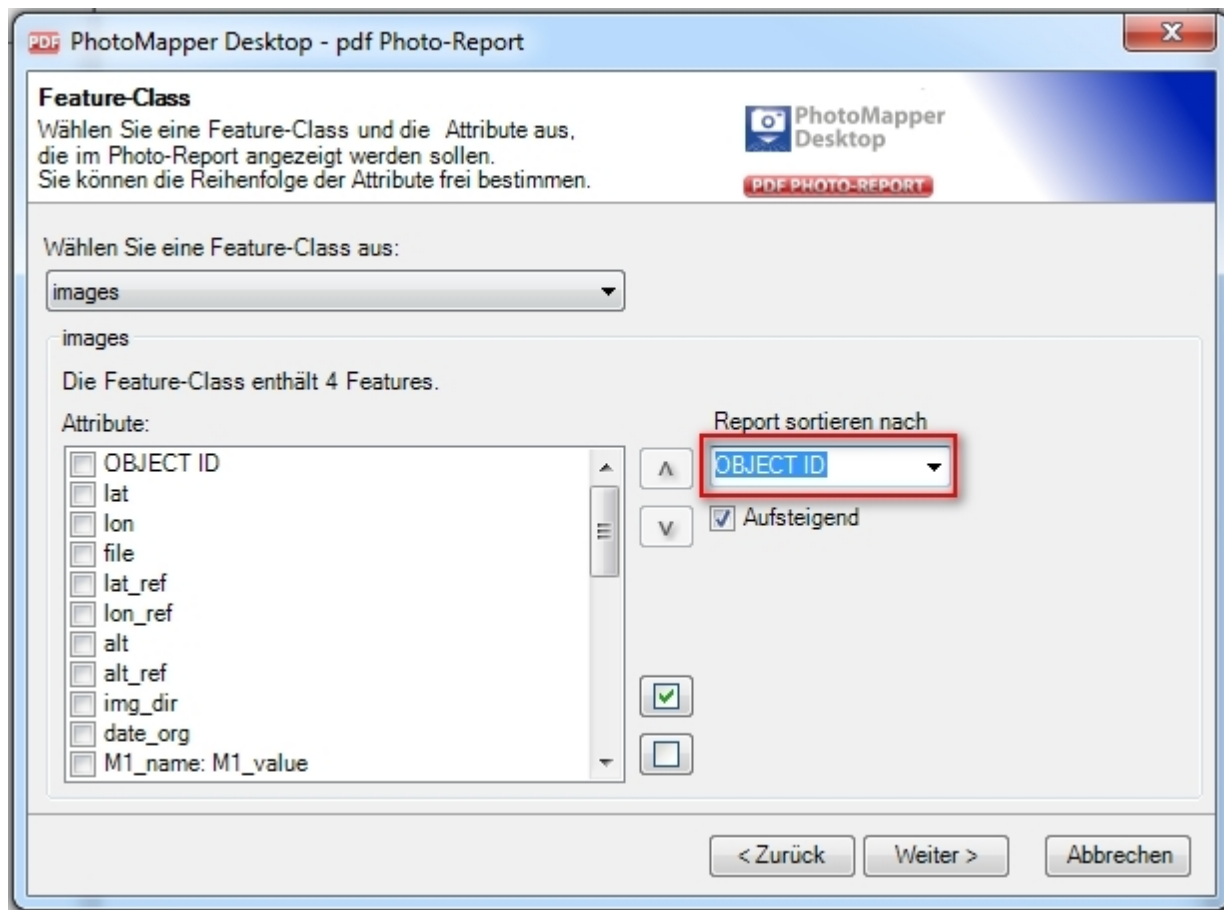 PDF PhotoMapper Desktop - pdf Photo-Report
Feature-Class
Wählen Sie eine Feature-Class und die Attribute aus,
die im Photo-Report angezeigt werden sollen.
Sie können die Reihenfolge der Attribute frei bestimmen.
PhotoMapper
Desktop
PDF PHOTO-REPORT
Wählen Sie eine Feature-Class aus:
images
images
Die Feature-Class enthält 4 Features.
Attribute:
OBJECT ID
lat
lon
file
lat_ref
lon_ref
alt
alt_ref
img_dir
date_org
M1_name: M1_value
Report sortieren nach
OBJECT ID
Aufsteigend
< Zurück
Weiter >
Abbrechen